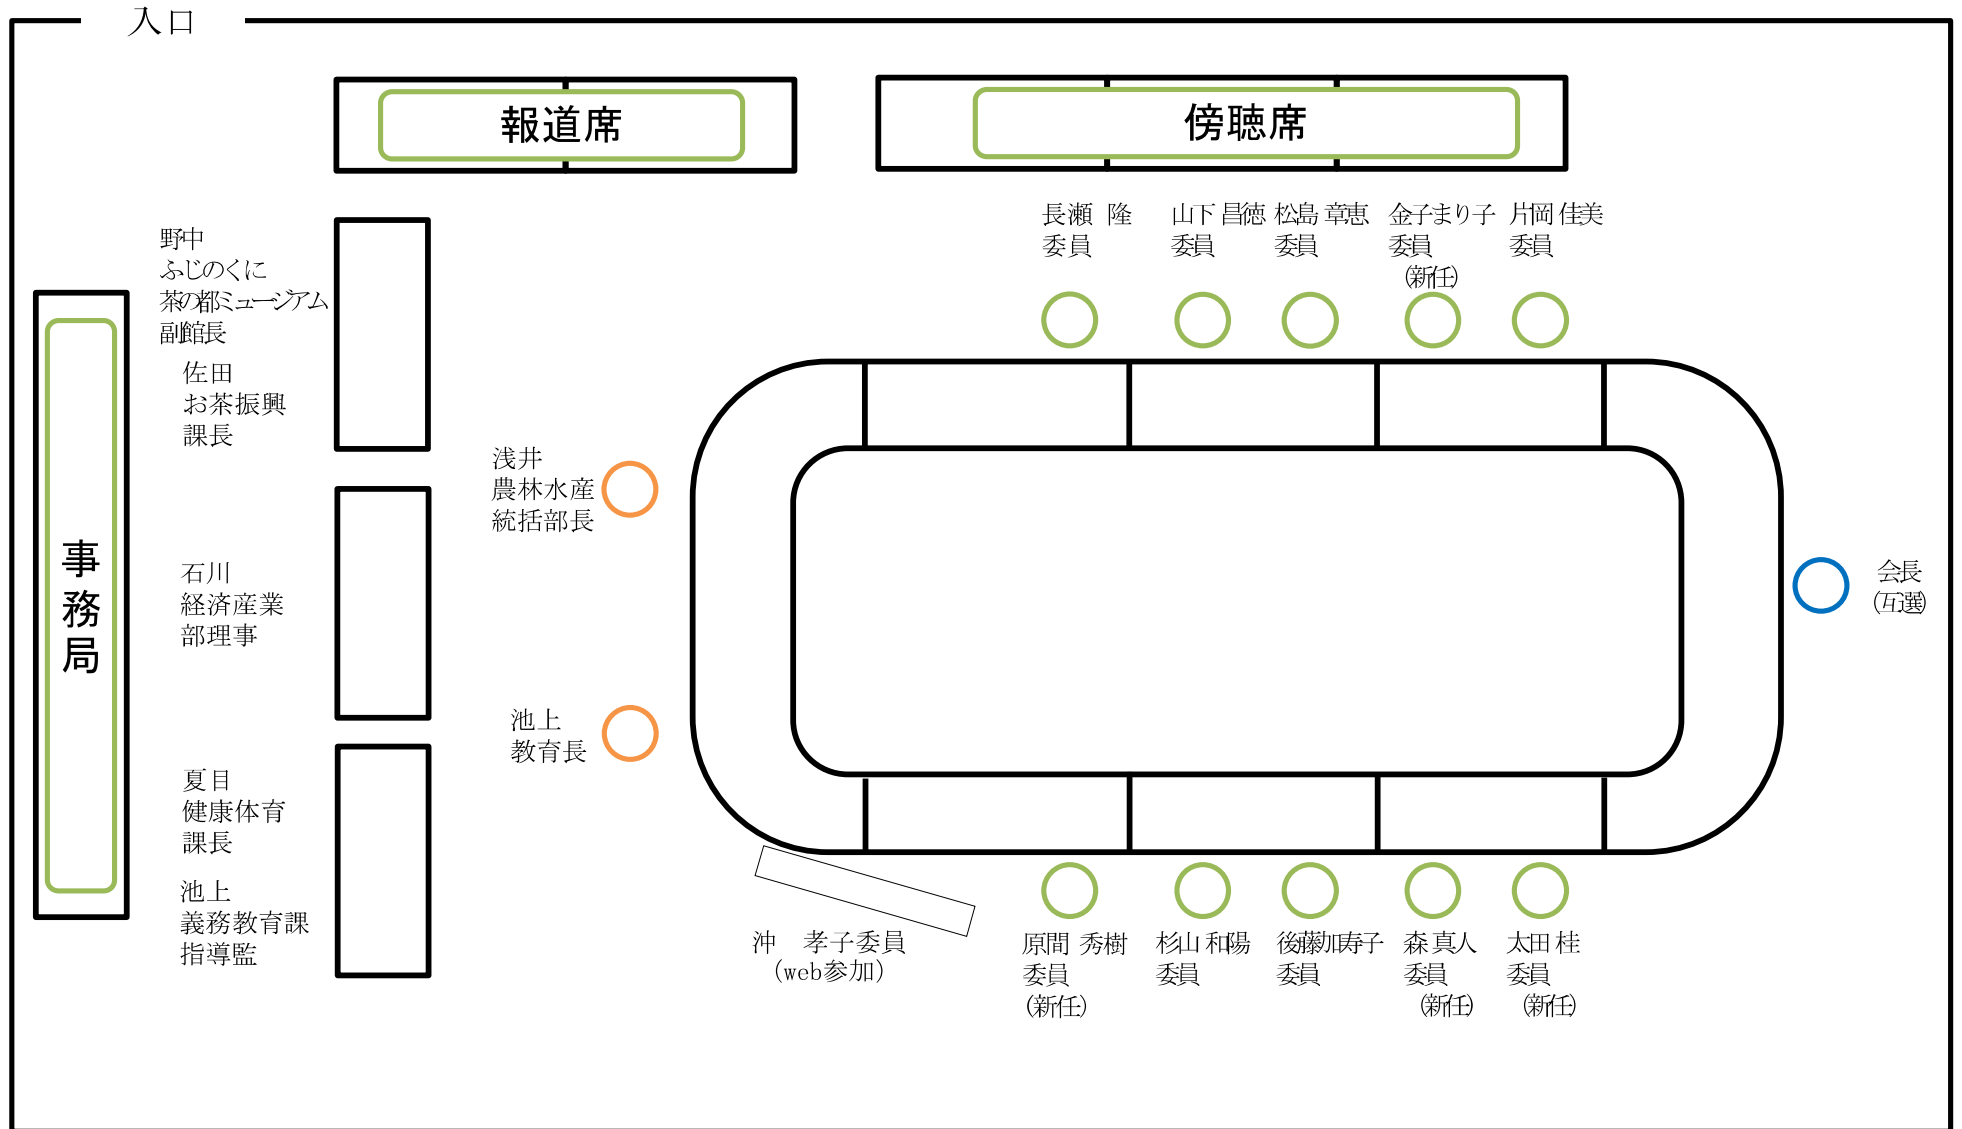 入口
報道席
傍聴席
長瀬 隆
委員
山下 昌徳
委員
松島 章恵
委員
金子まり子
委員
(新任)
片岡 佳美
委員
野中
ふじのくに
茶の都ミュージアム
副館長
佐田
お茶振興
課長
浅井
農林水産
統括部長
事務局
石川
経済産業
部理事
会長
(互選)
池上
教育長
夏目
健康体育
課長
池上
義務教育課
指導監
沖 孝子委員
(web参加)
原間 秀樹
委員
(新任)
杉山 和陽
委員
後藤加寿子
委員
森 真人
委員
(新任)
太田 桂
委員
(新任)